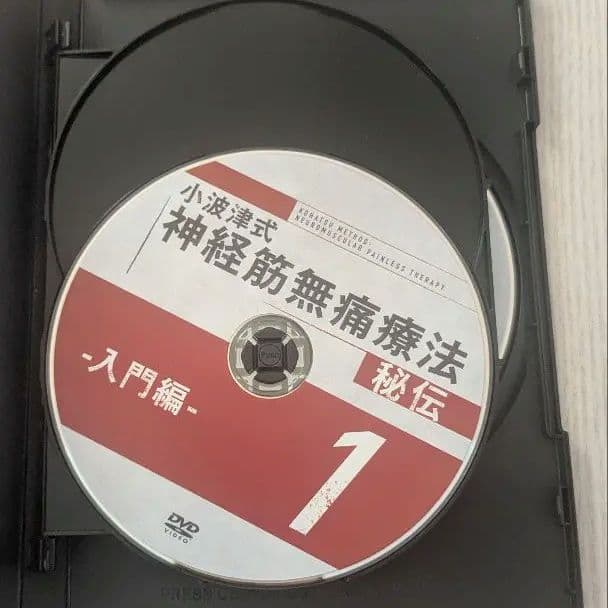 小波津式
KOHATSU METHOD:
NEUROMUSCULAR PAINLESS THERAPY
神経筋無痛療法
秘伝
-入門編-
1
DVD
VIDEO